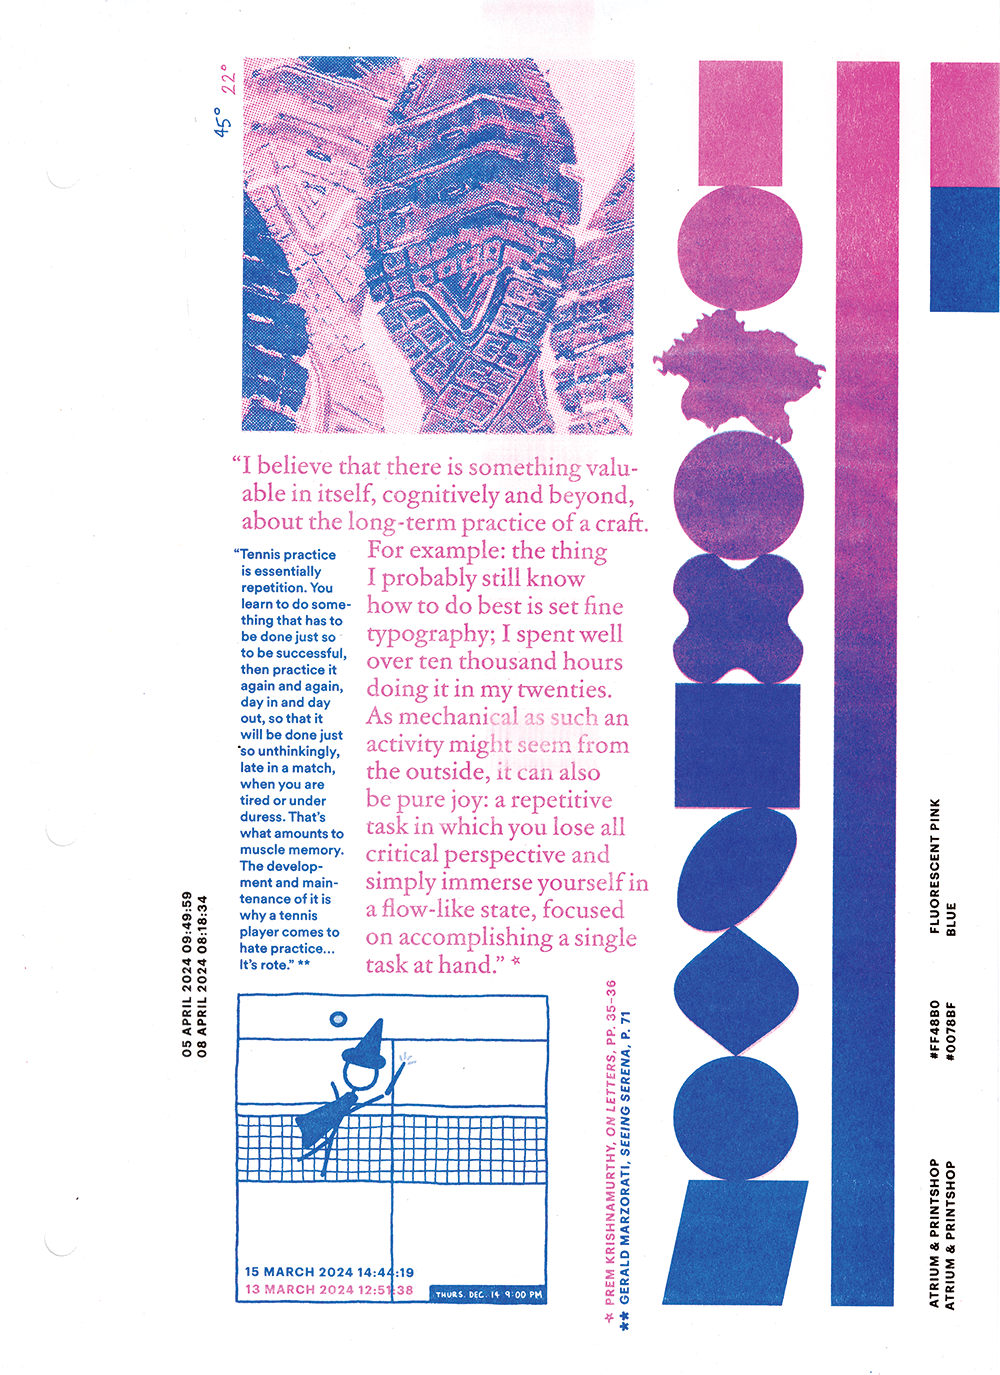 45° 22°
“I believe that there is something valu-
able in itself, cognitively and beyond,
about the long-term practice of a craft.
For example: the thing
I probably still know
how to do best is set fine
typography; I spent well
over ten thousand hours
doing it in my twenties.
As mechanical as such an
activity might seem from
the outside, it can also
be pure joy: a repetitive
task in which you lose all
critical perspective and
simply immerse yourself in
a flow-like state, focused
on accomplishing a single
task at hand.” *
“Tennis practice
is essentially
repetition. You
learn to do some-
thing that has to
be done just so
to be successful,
then practice it
again and again,
day in and day
out, so that it
will be done just
so unthinkingly,
late in a match,
when you are
tired or under
duress. That’s
what amounts to
muscle memory.
The develop-
ment and main-
tenance of it is
why a tennis
player comes to
hate practice...
It’s rote.” **
05 APRIL 2024 09:49:59
08 APRIL 2024 08:18:34
15 MARCH 2024 14:44:19
13 MARCH 2024 12:51:38
THURS. DEC. 14 9:00 PM
* PREM KRISHNAMURTHY, ON LETTERS, PP. 35–36
** GERALD MARZORATI, SEEING SERENA, P. 71
FLUORESCENT PINK
BLUE
#FF48B0
#0078BF
ATRIUM & PRINTSHOP
ATRIUM & PRINTSHOP